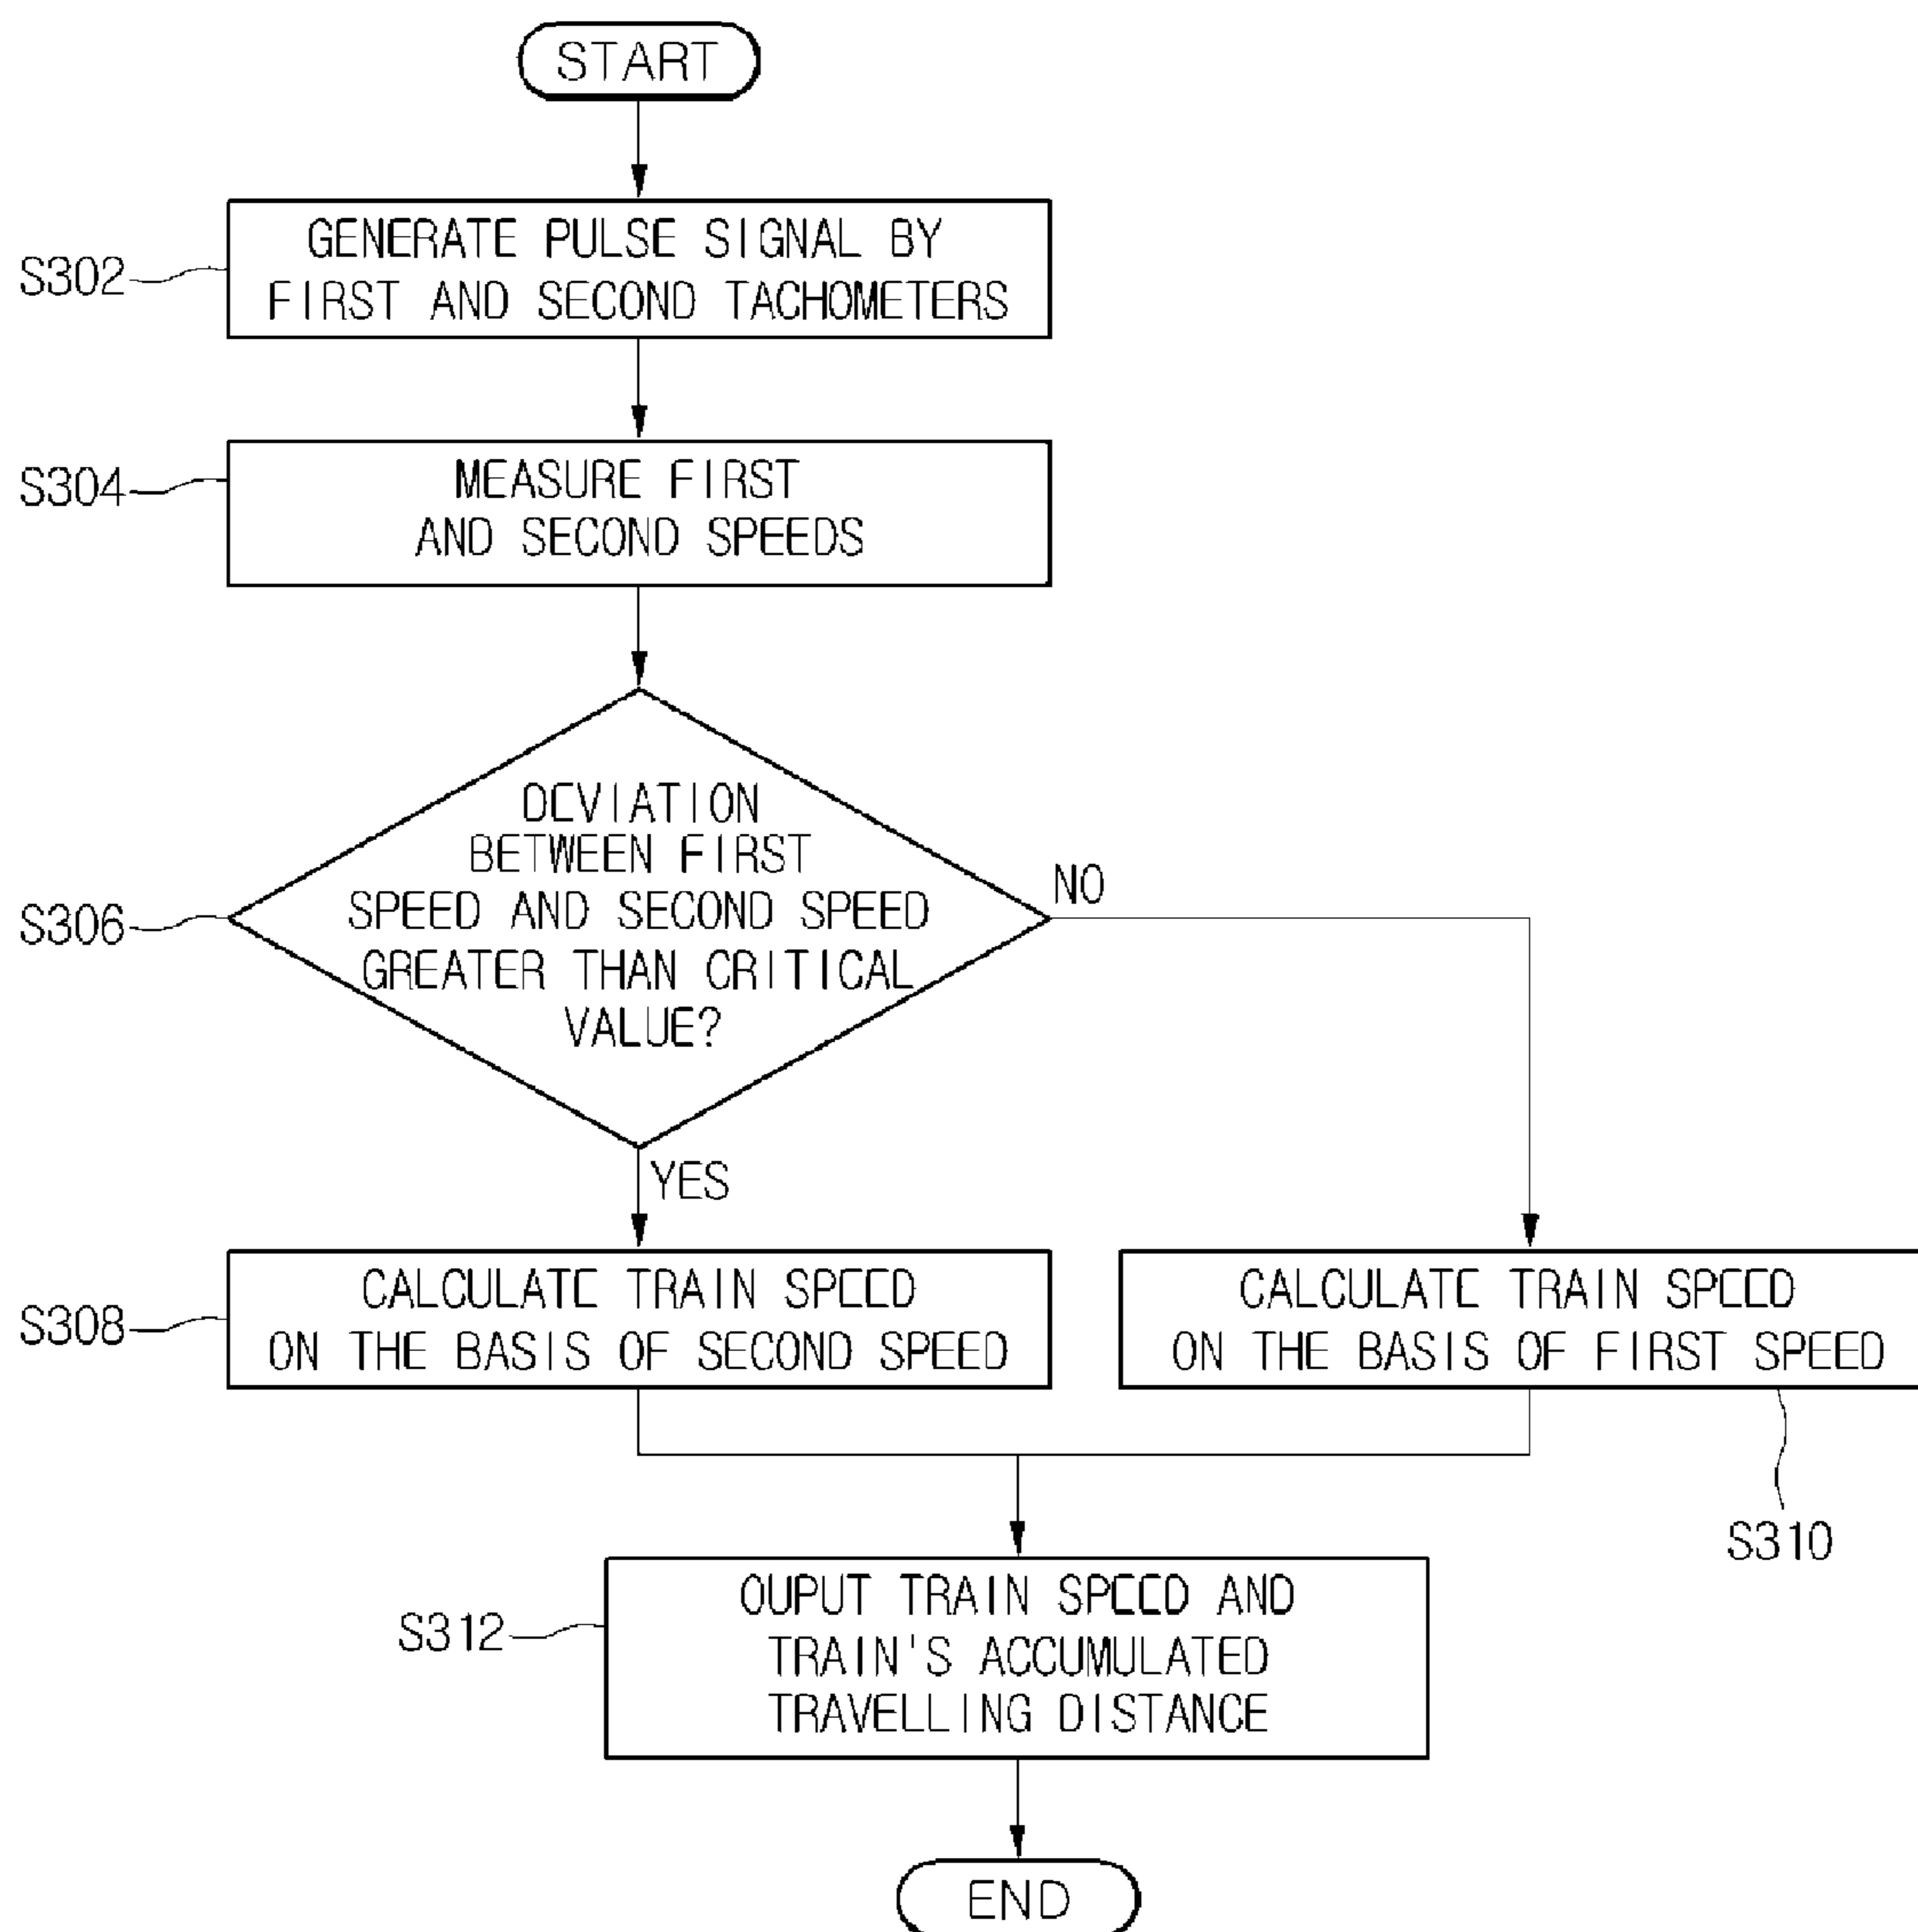 START
S302
GENERATE PULSE SIGNAL BY
FIRST AND SECOND TACHOMETERS
S304
MEASURE FIRST
AND SECOND SPEEDS
S306
DEVIATION
BETWEEN FIRST
SPEED AND SECOND SPEED
GREATER THAN CRITICAL
VALUE?
NO
YES
S308
CALCULATE TRAIN SPEED
ON THE BASIS OF SECOND SPEED
CALCULATE TRAIN SPEED
ON THE BASIS OF FIRST SPEED
S310
S312
OUPUT TRAIN SPEED AND
TRAIN'S ACCUMULATED
TRAVELLING DISTANCE
END